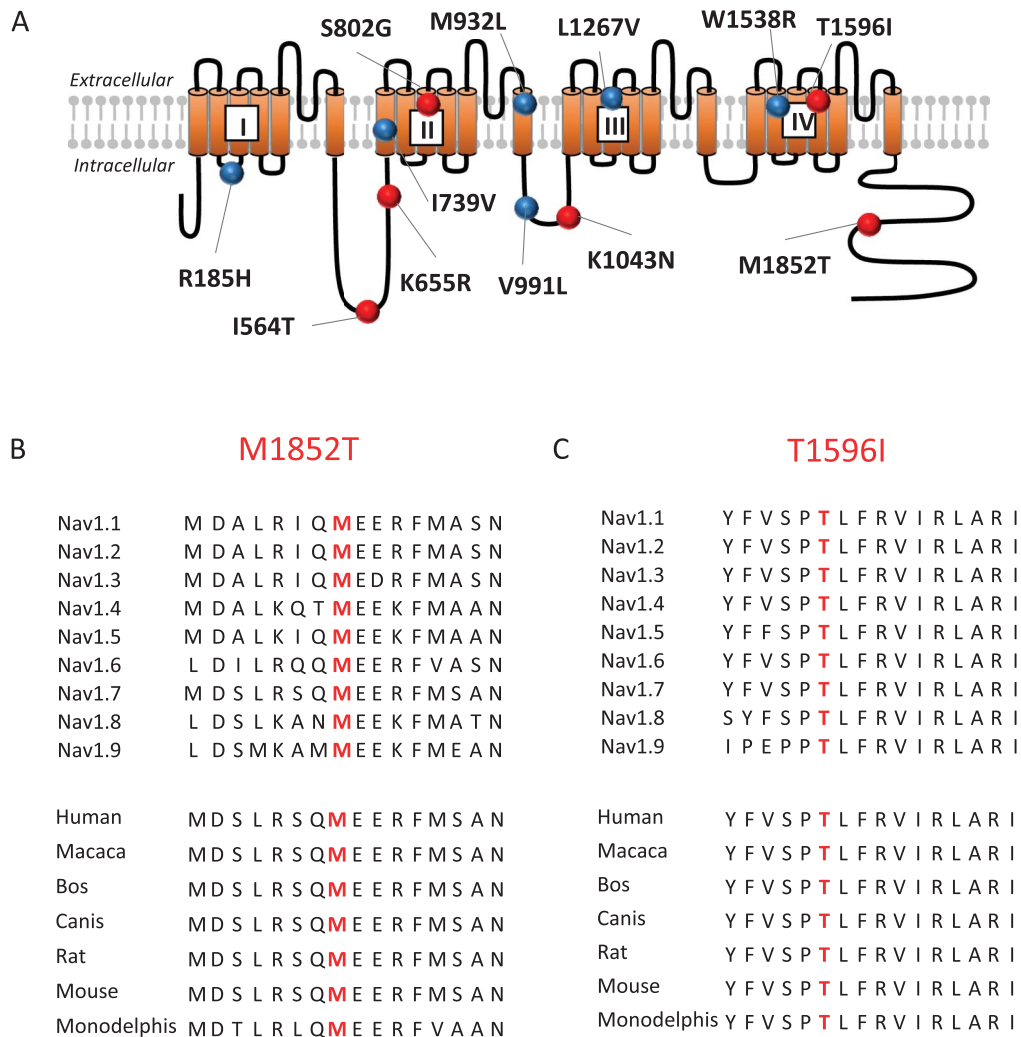 A
S802G
M932L
L1267V
W1538R
T1596I
Extracellular
I
II
III
IV
Intracellular
R185H
I739V
K655R
V991L
K1043N
M1852T
I564T
B
M1852T
Nav1.1 M D A L R I Q M E E R F M A S N
Nav1.2 M D A L R I Q M E E R F M A S N
Nav1.3 M D A L R I Q M E D R F M A S N
Nav1.4 M D A L K Q T M E E K F M A A N
Nav1.5 M D A L K I Q M E E K F M A A N
Nav1.6 L D I L R Q Q M E E R F V A S N
Nav1.7 M D S L R S Q M E E R F M S A N
Nav1.8 L D S L K A N M E E K F M A T N
Nav1.9 L D S M K A M M E E K F M E A N
Human M D S L R S Q M E E R F M S A N
Macaca M D S L R S Q M E E R F M S A N
Bos M D S L R S Q M E E R F M S A N
Canis M D S L R S Q M E E R F M S A N
Rat M D S L R S Q M E E R F M S A N
Mouse M D S L R S Q M E E R F M S A N
Monodelphis M D T L R L Q M E E R F V A A N
C
T1596I
Nav1.1 Y F V S P T L F R V I R L A R I
Nav1.2 Y F V S P T L F R V I R L A R I
Nav1.3 Y F V S P T L F R V I R L A R I
Nav1.4 Y F V S P T L F R V I R L A R I
Nav1.5 Y F F S P T L F R V I R L A R I
Nav1.6 Y F V S P T L F R V I R L A R I
Nav1.7 Y F V S P T L F R V I R L A R I
Nav1.8 S Y F S P T L F R V I R L A R I
Nav1.9 I P E P P T L F R V I R L A R I
Human Y F V S P T L F R V I R L A R I
Macaca Y F V S P T L F R V I R L A R I
Bos Y F V S P T L F R V I R L A R I
Canis Y F V S P T L F R V I R L A R I
Rat Y F V S P T L F R V I R L A R I
Mouse Y F V S P T L F R V I R L A R I
Monodelphis Y F V S P T L F R V I R L A R I